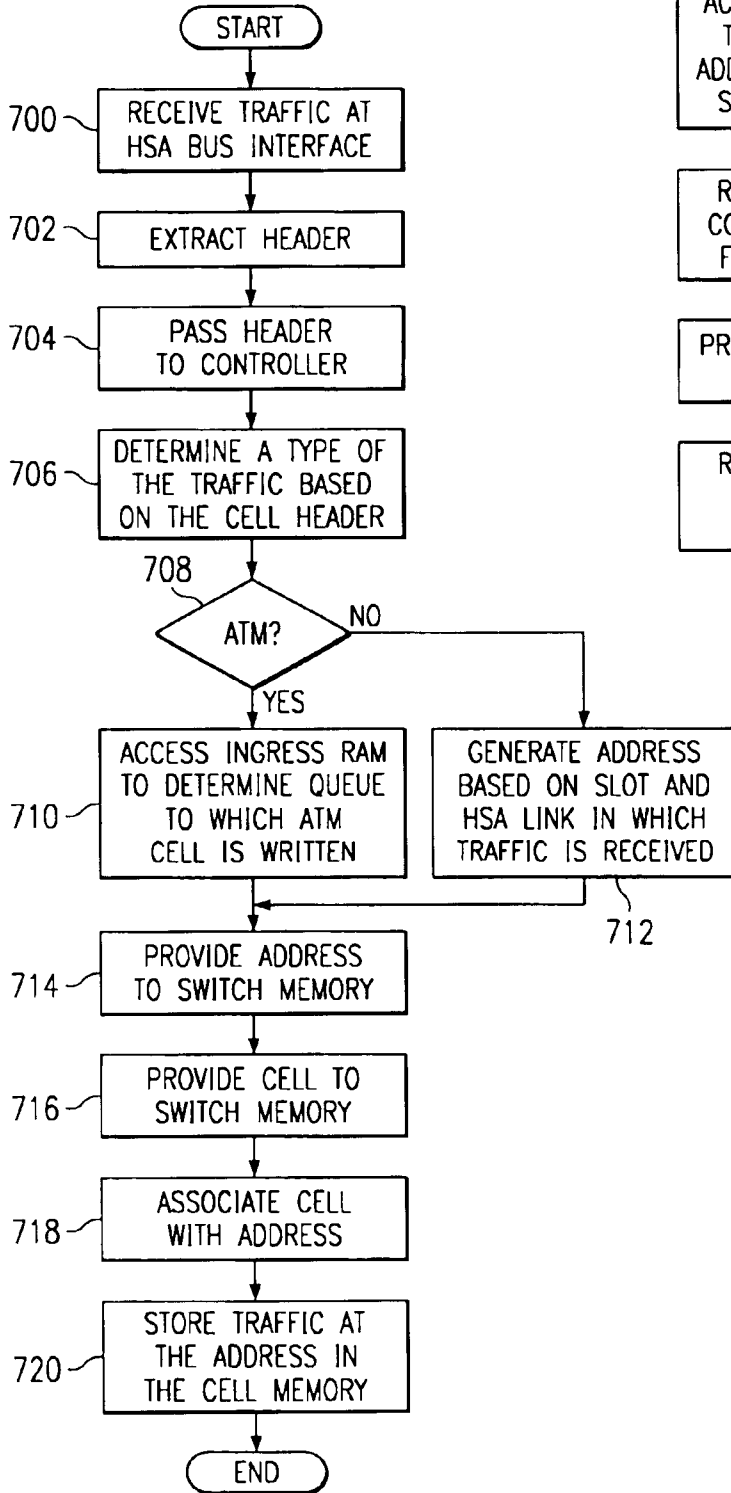 START
700
RECEIVE TRAFFIC AT
HSA BUS INTERFACE
702
EXTRACT HEADER
704
PASS HEADER
TO CONTROLLER
706
DETERMINE A TYPE OF
THE TRAFFIC BASED
ON THE CELL HEADER
708
ATM?
NO
YES
710
ACCESS INGRESS RAM
TO DETERMINE QUEUE
TO WHICH ATM
CELL IS WRITTEN
GENERATE ADDRESS
BASED ON SLOT AND
HSA LINK IN WHICH
TRAFFIC IS RECEIVED
712
714
PROVIDE ADDRESS
TO SWITCH MEMORY
716
PROVIDE CELL TO
SWITCH MEMORY
718
ASSOCIATE CELL
WITH ADDRESS
720
STORE TRAFFIC AT
THE ADDRESS IN
THE CELL MEMORY
END